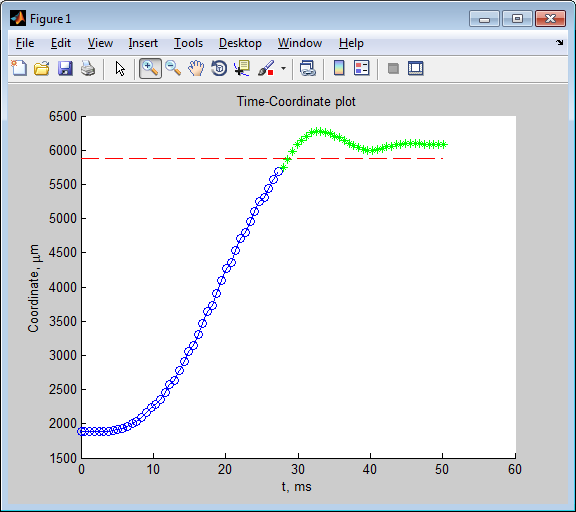 Figure 1
File Edit View Insert Tools Desktop Window Help
Time-Coordinate plot
6500
6000
5500
5000
4500
4000
3500
3000
2500
2000
1500
Coordinate, μm
0 10 20 30 40 50 60
t, ms